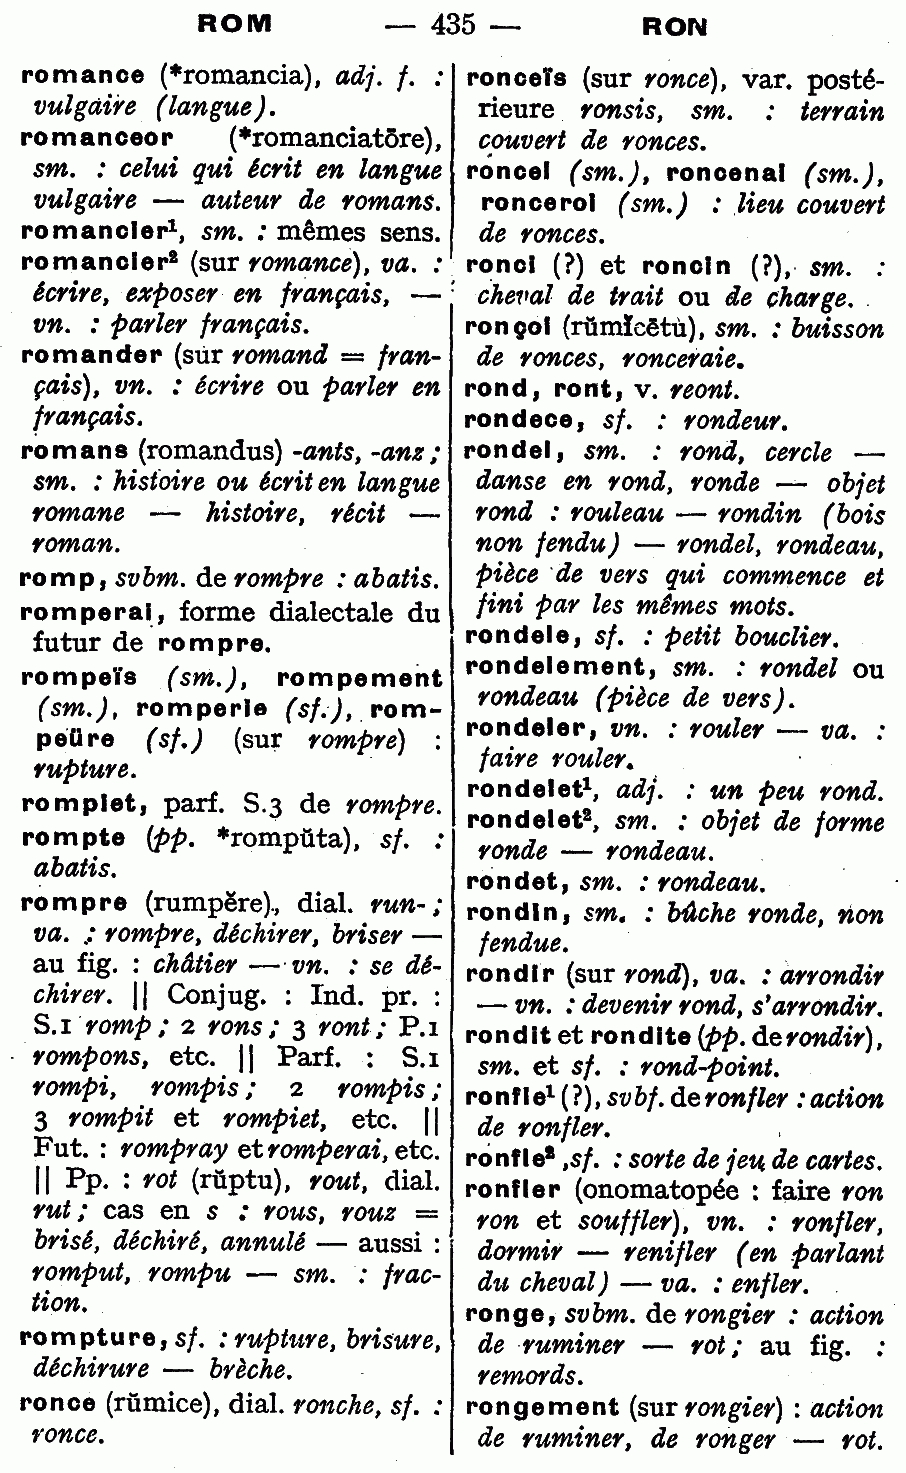 ROM — 435 — RON
romance (*romancia), adj. f. :
vulgaire (langue).
romanceor (*romanciatōre),
sm. : celui qui écrit en langue
vulgaire — auteur de romans.
romancier¹, sm. : mêmes sens.
romancier² (sur romance), va. :
écrire, exposer en français, —
vn. : parler français.
romander (sur romand = fran-
çais), vn. : écrire ou parler en
français.
romans (romandus) -ants, -anz ;
sm. : histoire ou écrit en langue
romane — histoire, récit —
roman.
romp, svbm. de rompre : abatis.
romperai, forme dialectale du
futur de rompre.
rompeïs (sm.), rompement
(sm.), romperie (sf.), rom-
peüre (sf.) (sur rompre) :
rupture.
rompiet, parf. S.3 de rompre.
rompte (pp. *rompŭta), sf. :
abatis.
rompre (rumpĕre)., dial. run- ;
va. : rompre, déchirer, briser —
au fig. : châtier — vn. : se dé-
chirer. || Conjug. : Ind. pr. :
S.1 romp ; 2 rons ; 3 ront ; P.1
rompons, etc. || Parf. : S.1
rompi, rompis ; 2 rompis ;
3 rompit et rompiet, etc. ||
Fut. : rompray et romperai, etc.
|| Pp. : rot (rŭptu), rout, dial.
rut ; cas en s : rous, rouz =
brisé, déchiré, annulé — aussi :
romput, rompu — sm. : frac-
tion.
rompture, sf. : rupture, brisure,
déchirure — brèche.
ronce (rŭmice), dial. ronche, sf. :
ronce.
ronceïs (sur ronce), var. posté-
rieure ronsis, sm. : terrain
couvert de ronces.
roncel (sm.), roncenal (sm.),
roncerol (sm.) : lieu couvert
de ronces.
ronci (?) et roncin (?), sm. :
cheval de trait ou de charge.
ronçoi (rŭmĭcētu), sm. : buisson
de ronces, ronceraie.
rond, ront, v. reont.
rondece, sf. : rondeur.
rondel, sm. : rond, cercle —
danse en rond, ronde — objet
rond : rouleau — rondin (bois
non fendu) — rondel, rondeau,
pièce de vers qui commence et
fini par les mêmes mots.
rondele, sf. : petit bouclier.
rondelement, sm. : rondel ou
rondeau (pièce de vers).
rondeler, vn. : rouler — va. :
faire rouler.
rondelet¹, adj. : un peu rond.
rondelet², sm. : objet de forme
ronde — rondeau.
rondet, sm. : rondeau.
rondin, sm. : bûche ronde, non
fendue.
rondir (sur rond), va. : arrondir
— vn. : devenir rond, s'arrondir.
rondit et rondite (pp. de rondir),
sm. et sf. : rond-point.
ronfle¹ (?), svbf. de ronfler : action
de ronfler.
ronfle² ,sf. : sorte de jeu de cartes.
ronfler (onomatopée : faire ron
ron et souffler), vn. : ronfler,
dormir — renifler (en parlant
du cheval) — va. : enfler.
ronge, svbm. de rongier : action
de ruminer — rot ; au fig. :
remords.
rongement (sur rongier) : action
de ruminer, de ronger — rot.